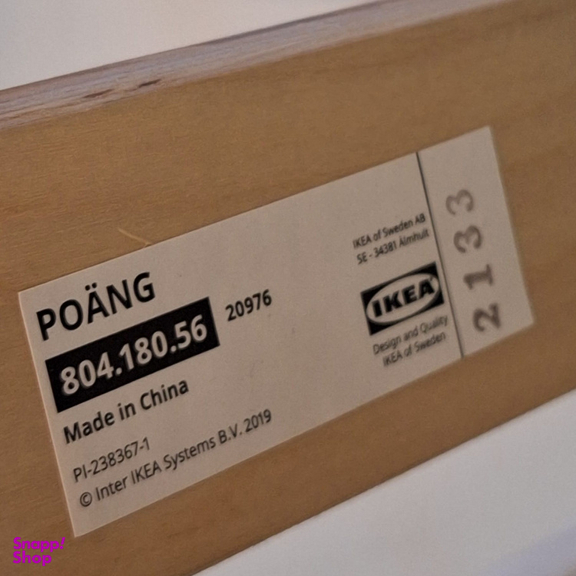 POÄNG
804.180.56 20976
Made in China
PI-238367-1
© Inter IKEA Systems B.V. 2019
IKEA of Sweden AB
SE - 34381 Älmhult
IKEA
Design and Quality
IKEA of Sweden
2133
Snapp!
Shop